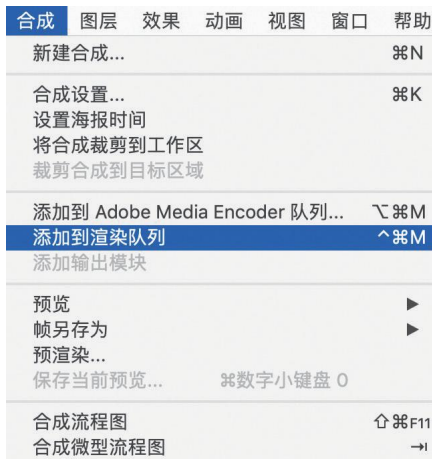 合成 图层 效果 动画 视图 窗口 帮助
新建合成... ⌘N
合成设置... ⌘K
设置海报时间
将合成裁剪到工作区
裁剪合成到目标区域
添加到 Adobe Media Encoder 队列... ⌥⌘M
添加到渲染队列 ^⌘M
添加输出模块
预览 ▶
帧另存为 ▶
预渲染...
保存当前预览... ⌘数字小键盘 0
合成流程图 ⇧⌘F11
合成微型流程图 ⇥